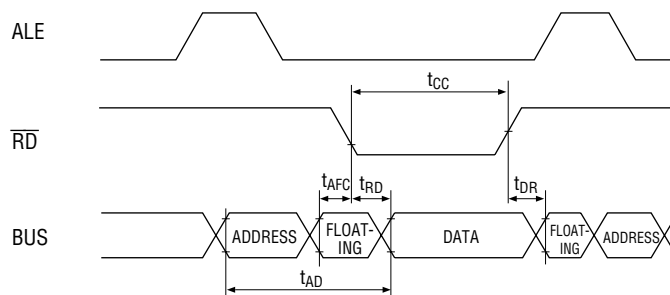 ALE
tCC
RD
tAFC tRD tDR
BUS ADDRESS FLOAT-
ING DATA FLOAT-
ING ADDRESS
tAD